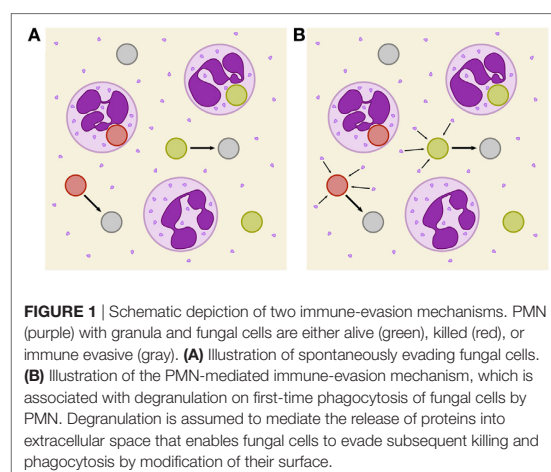 A B
FIGURE 1 | Schematic depiction of two immune-evasion mechanisms. PMN
(purple) with granula and fungal cells are either alive (green), killed (red), or
immune evasive (gray). (A) Illustration of spontaneously evading fungal cells.
(B) Illustration of the PMN-mediated immune-evasion mechanism, which is
associated with degranulation on first-time phagocytosis of fungal cells by
PMN. Degranulation is assumed to mediate the release of proteins into
extracellular space that enables fungal cells to evade subsequent killing and
phagocytosis by modification of their surface.